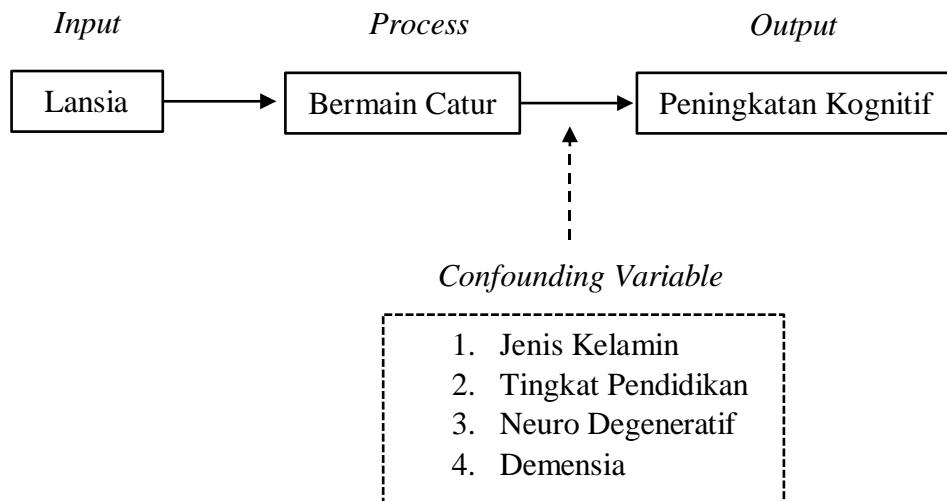 Input Process Output
Lansia Bermain Catur Peningkatan Kognitif
Confounding Variable
1. Jenis Kelamin
2. Tingkat Pendidikan
3. Neuro Degeneratif
4. Demensia